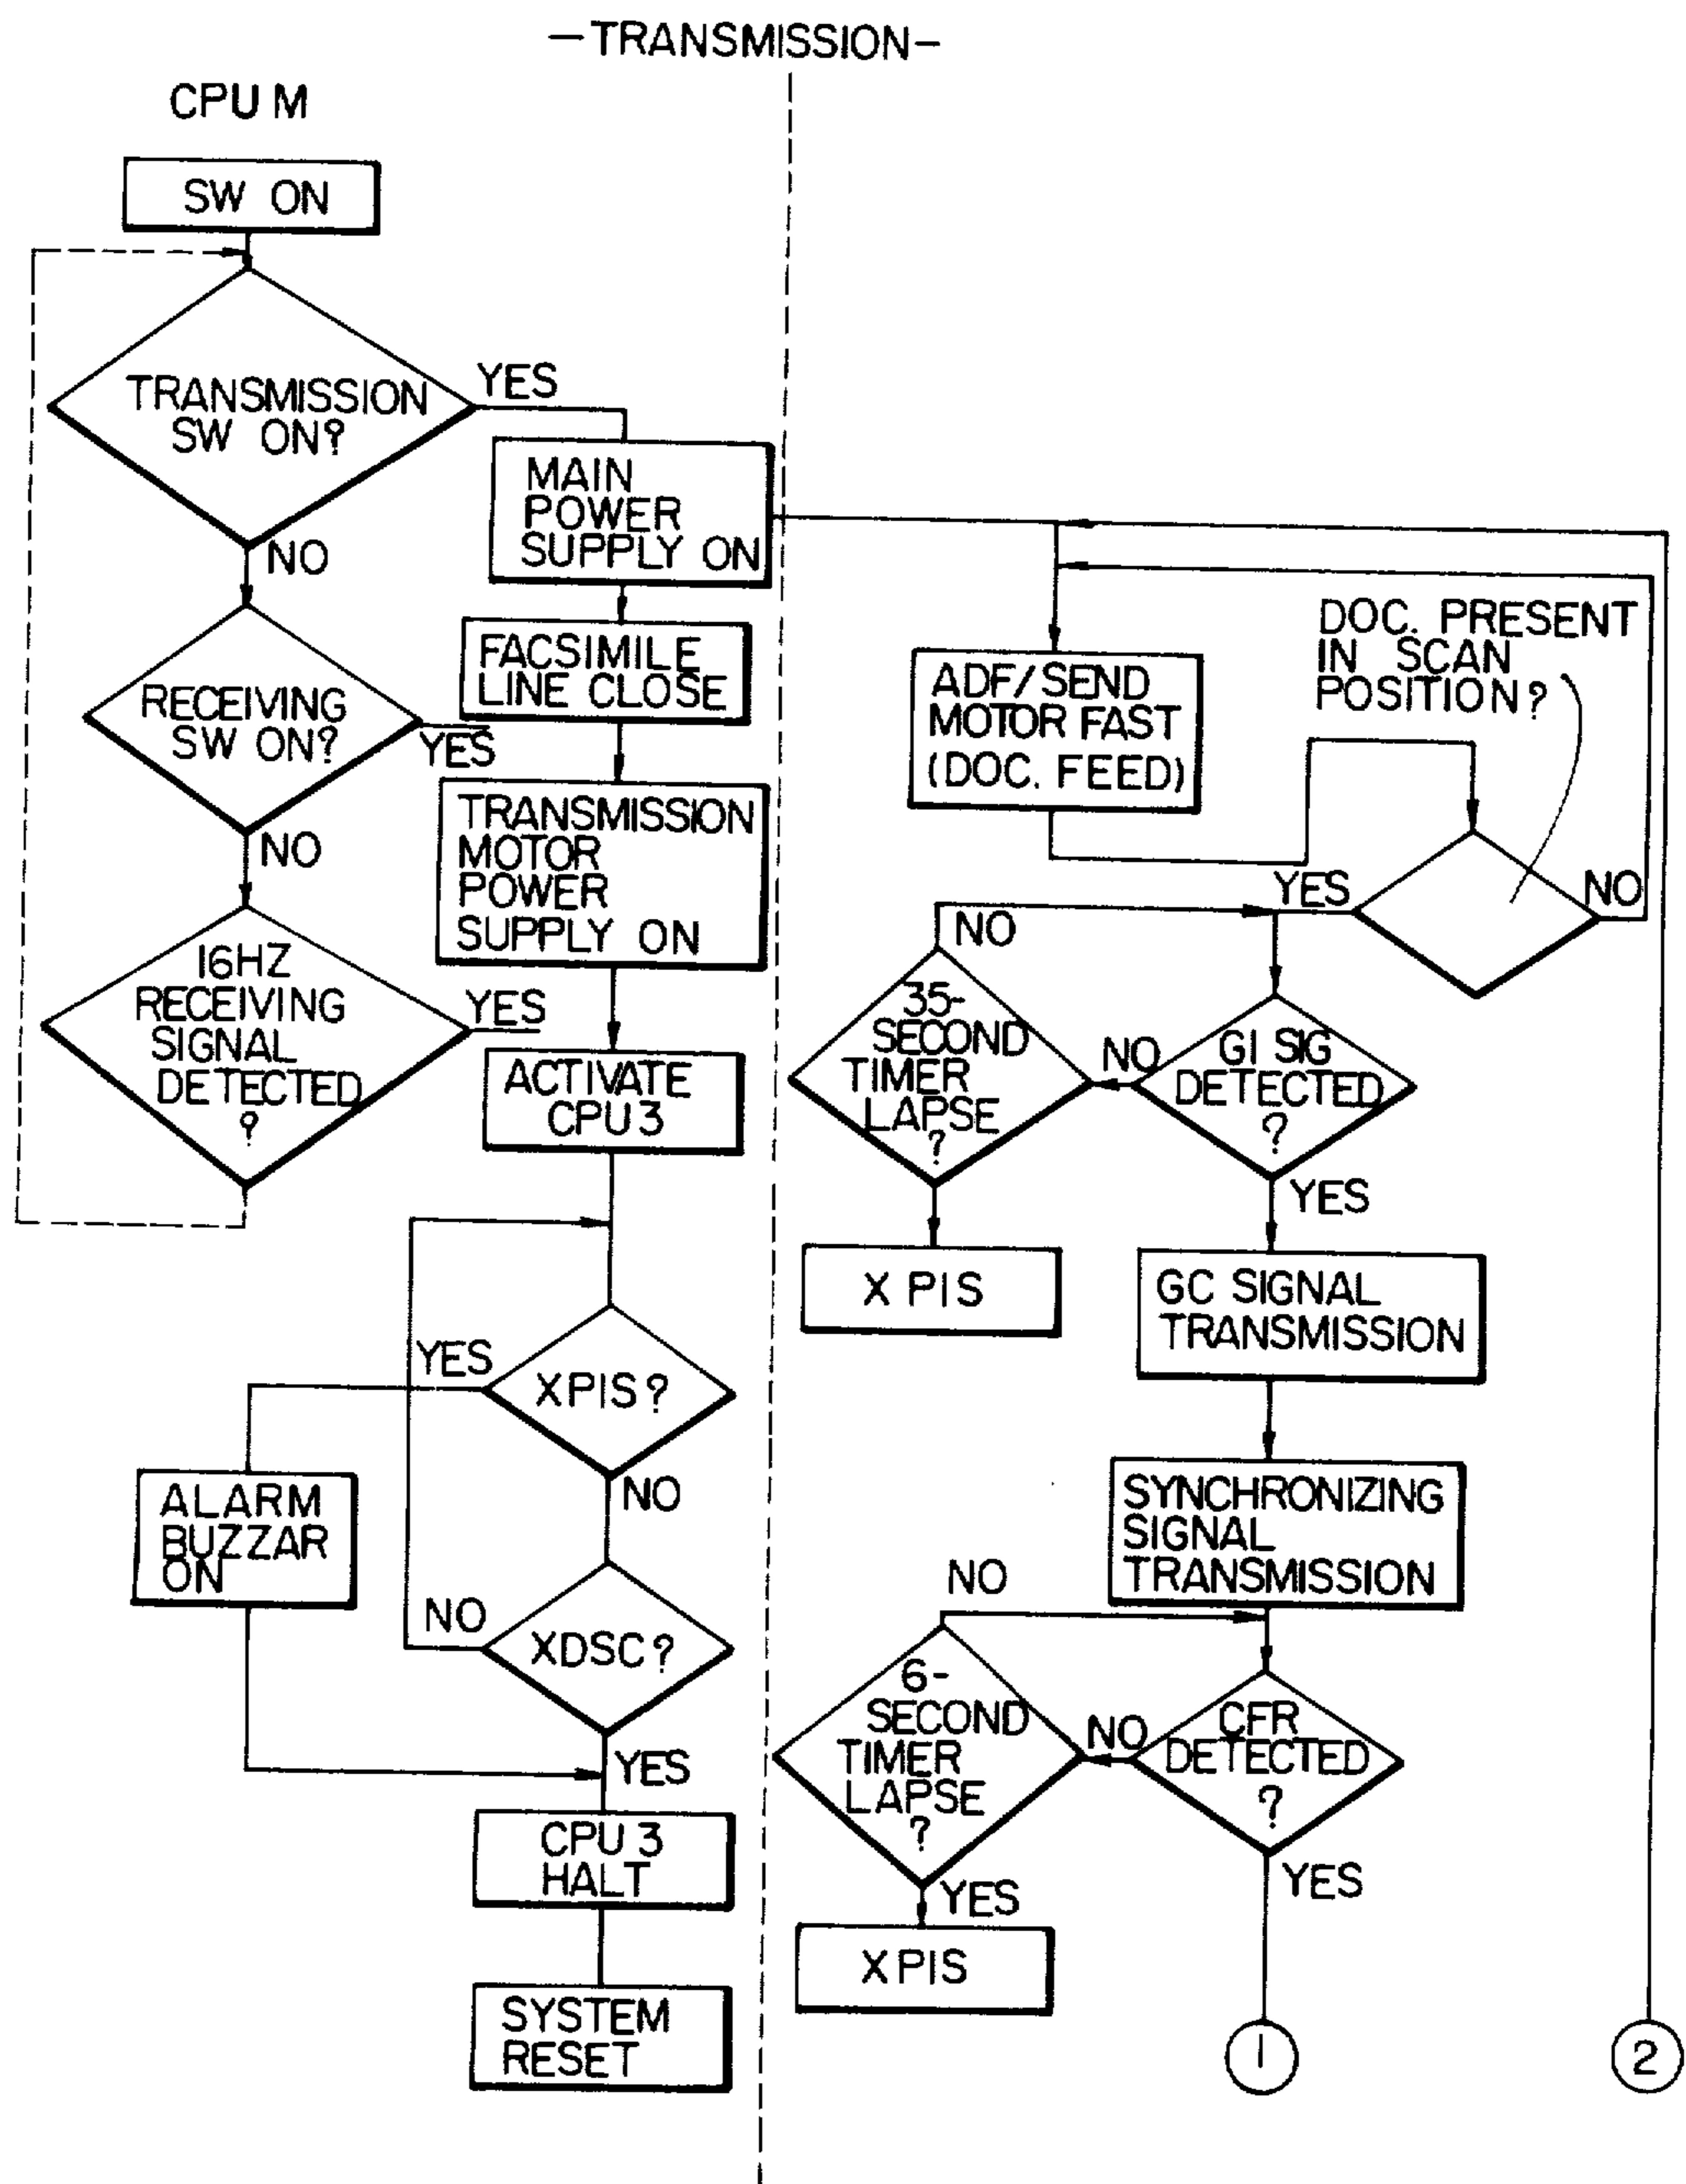 —TRANSMISSION—
CPU M
SW ON
TRANSMISSION
SW ON?
YES
NO
MAIN
POWER
SUPPLY ON
FACSIMILE
LINE CLOSE
RECEIVING
SW ON?
YES
NO
TRANSMISSION
MOTOR
POWER
SUPPLY ON
16HZ
RECEIVING
SIGNAL
DETECTED
?
YES
ACTIVATE
CPU3
XPIS?
YES
NO
ALARM
BUZZAR
ON
XDSC?
NO
YES
CPU3
HALT
SYSTEM
RESET
ADF/SEND
MOTOR FAST
(DOC. FEED)
DOC. PRESENT
IN SCAN
POSITION?
YES
NO
NO
35-
SECOND
TIMER
LAPSE
?
NO
GI SIG
DETECTED
?
YES
X PIS
GC SIGNAL
TRANSMISSION
SYNCHRONIZING
SIGNAL
TRANSMISSION
NO
6-
SECOND
TIMER
LAPSE
?
NO
CFR
DETECTED
?
YES
YES
XPIS
1
2